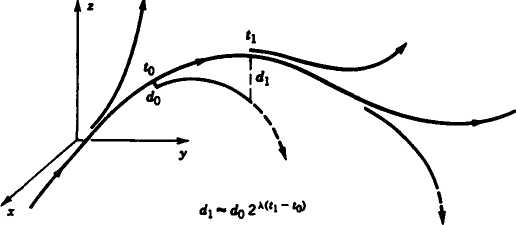 z
t₁
t₀
d₁
d₀
y
x
d₁ ≈ d₀ 2^λ(t₁ − t₀)